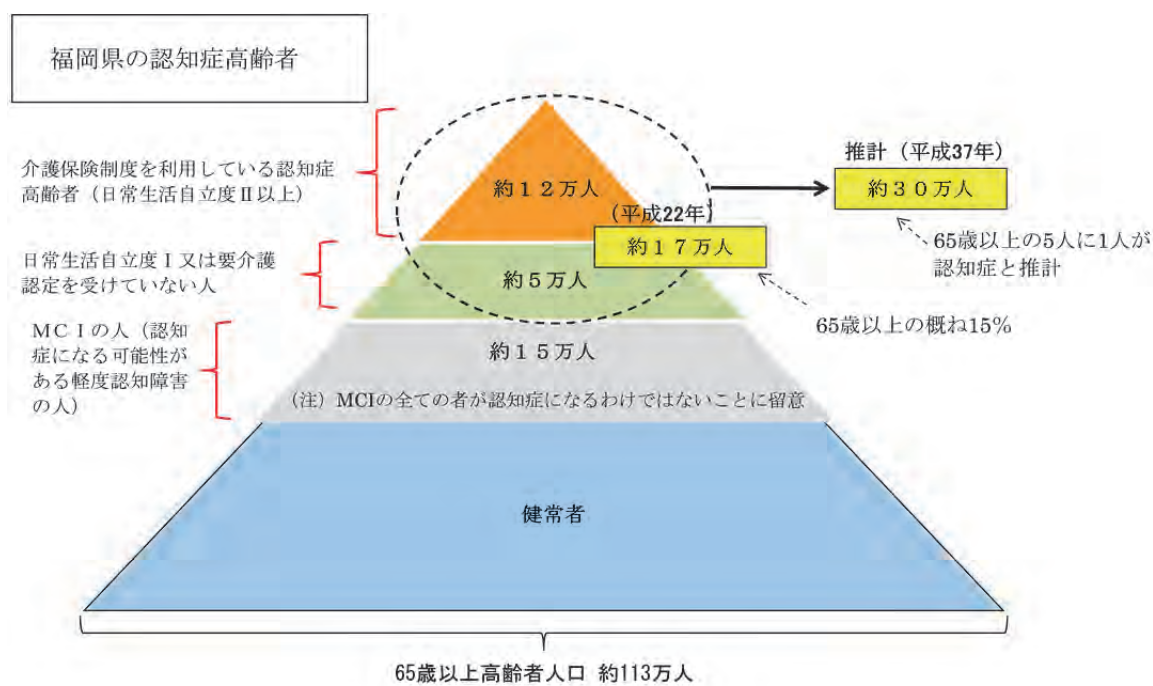 福岡県の認知症高齢者
介護保険制度を利用している認知症
高齢者（日常生活自立度Ⅱ以上）
約１２万人
推計（平成37年）
約３０万人
65歳以上の5人に1人が
認知症と推計
（平成22年）
約１７万人
65歳以上の概ね15%
日常生活自立度Ⅰ又は要介護
認定を受けていない人
約５万人
ＭＣＩの人（認知
症になる可能性が
ある軽度認知障害
の人）
約１５万人
（注）MCIの全ての者が認知症になるわけではないことに留意
健常者
65歳以上高齢者人口 約113万人